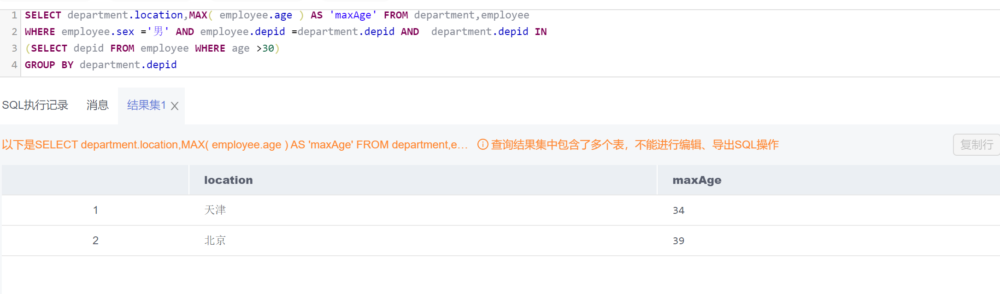 1 SELECT department.location,MAX( employee.age ) AS 'maxAge' FROM department,employee
2 WHERE employee.sex ='男' AND employee.depid =department.depid AND  department.depid IN
3 (SELECT depid FROM employee WHERE age >30)
4 GROUP BY department.depid
SQL执行记录 消息 结果集1 X
以下是SELECT department.location,MAX( employee.age ) AS 'maxAge' FROM department,e... 查询结果集中包含了多个表，不能进行编辑、导出SQL操作 复制行
location maxAge
1 天津 34
2 北京 39